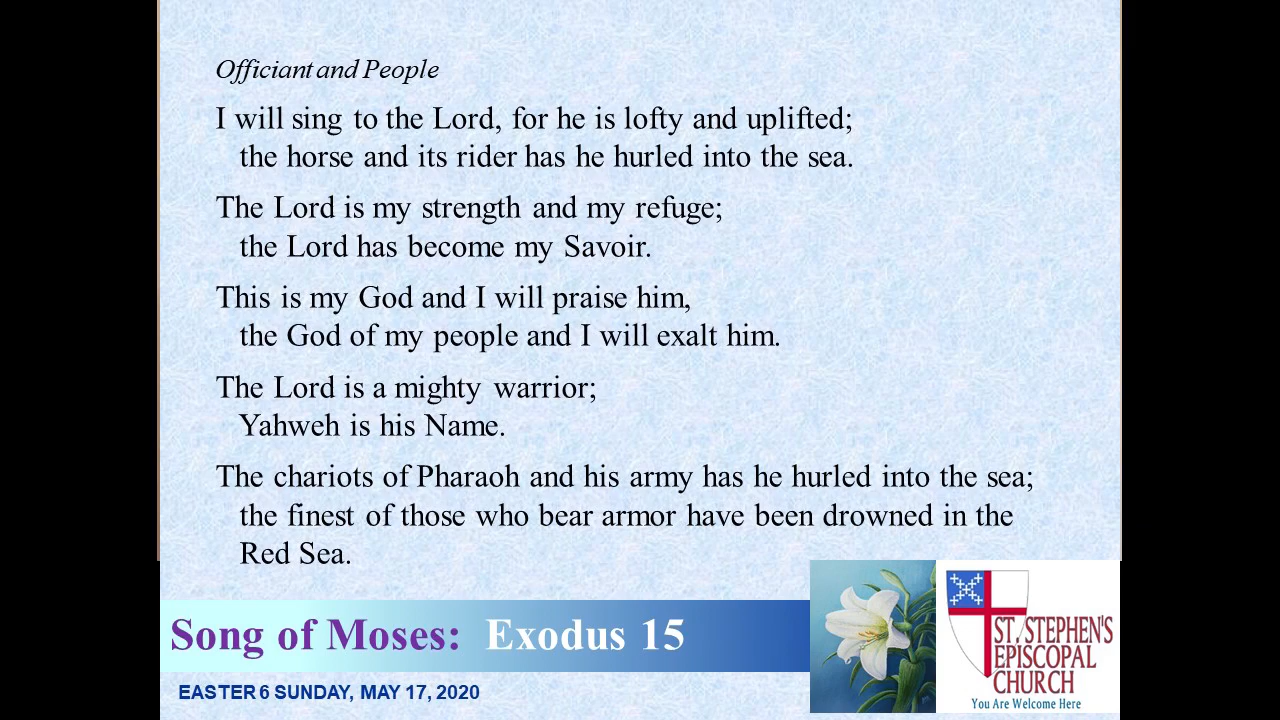 Officiant and People
I will sing to the Lord, for he is lofty and uplifted;
the horse and its rider has he hurled into the sea.
The Lord is my strength and my refuge;
the Lord has become my Savoir.
This is my God and I will praise him,
the God of my people and I will exalt him.
The Lord is a mighty warrior;
Yahweh is his Name.
The chariots of Pharaoh and his army has he hurled into the sea;
the finest of those who bear armor have been drowned in the
Red Sea.
Song of Moses: Exodus 15
EASTER 6 SUNDAY, MAY 17, 2020
ST. STEPHEN'S
EPISCOPAL
CHURCH
You Are Welcome Here